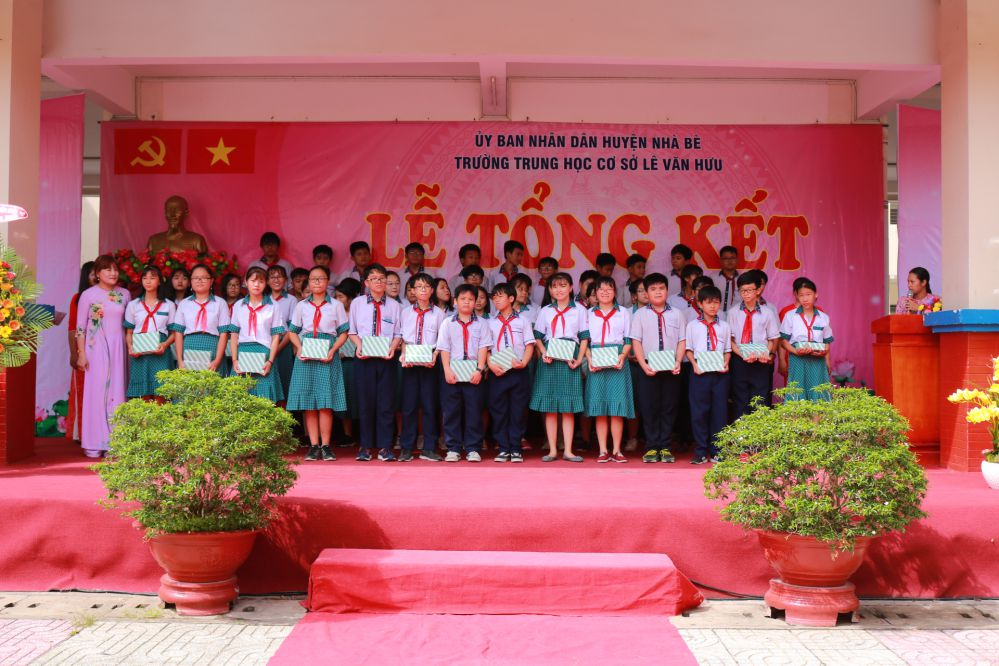 ỦY BAN NHÂN DÂN HUYỆN NHÀ BÈ
TRƯỜNG TRUNG HỌC CƠ SỞ LÊ VĂN HƯU
LỄ TỔNG KẾT